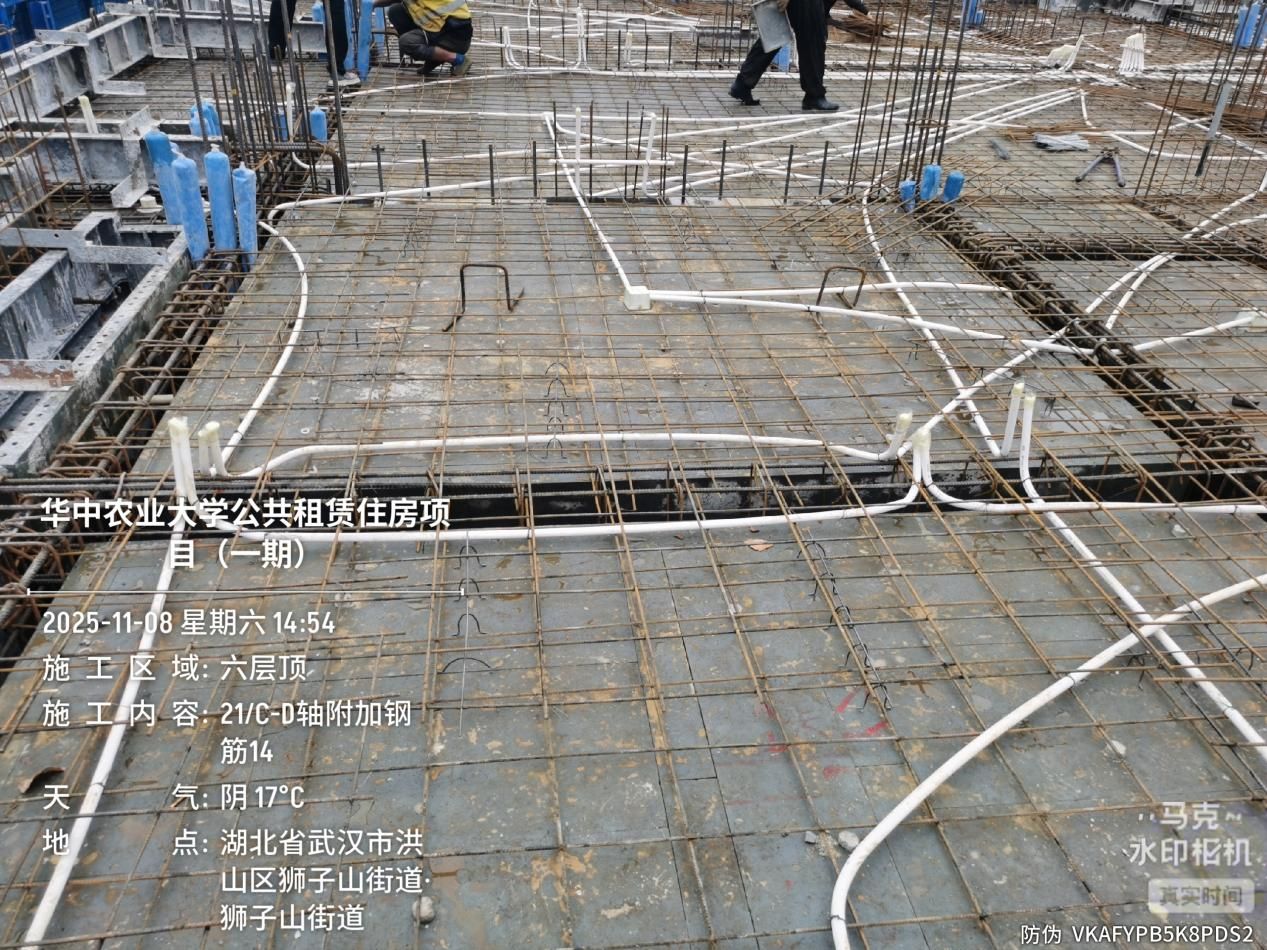 华中农业大学公共租赁住房项
目（一期）
2025-11-08 星期六 14:54
施工区域：六层顶
施工内容：21/C-D轴附加钢
筋14
天气：阴 17°C
地点：湖北省武汉市洪
山区狮子山街道·
狮子山街道
马克
水印相机
真实时间
防伪 VKAFYPB5K8PDS2